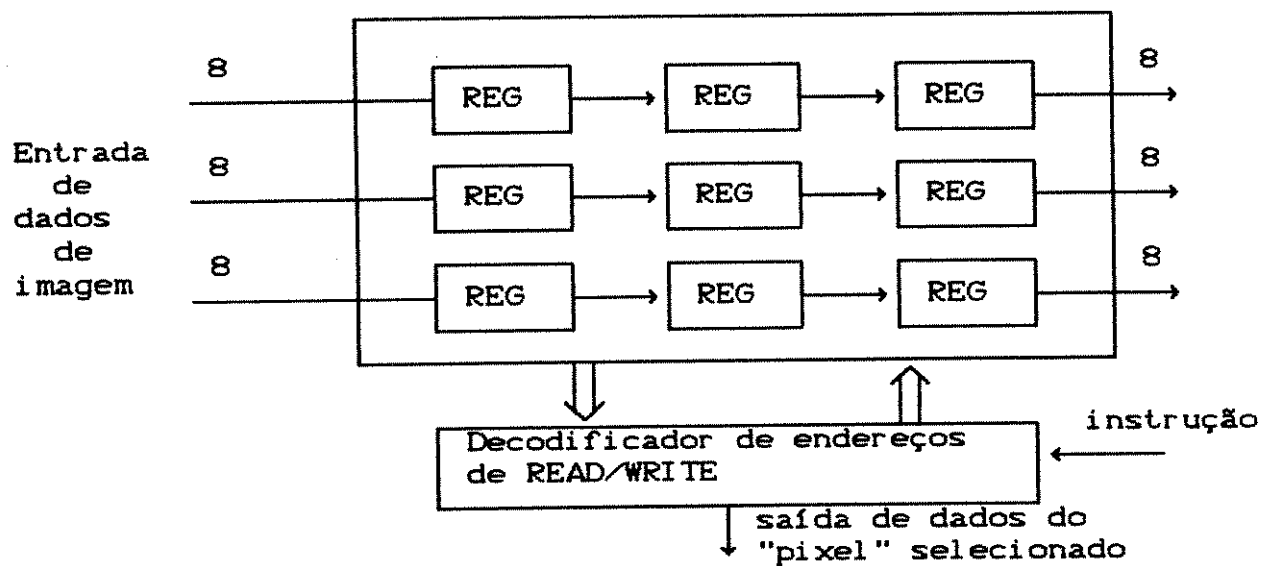 8
REG
REG
REG
8
Entrada
de
dados
de
imagem
8
REG
REG
REG
8
8
REG
REG
REG
8
Decodificador de endereços
de READ/WRITE
instrução
saída de dados do
"pixel" selecionado